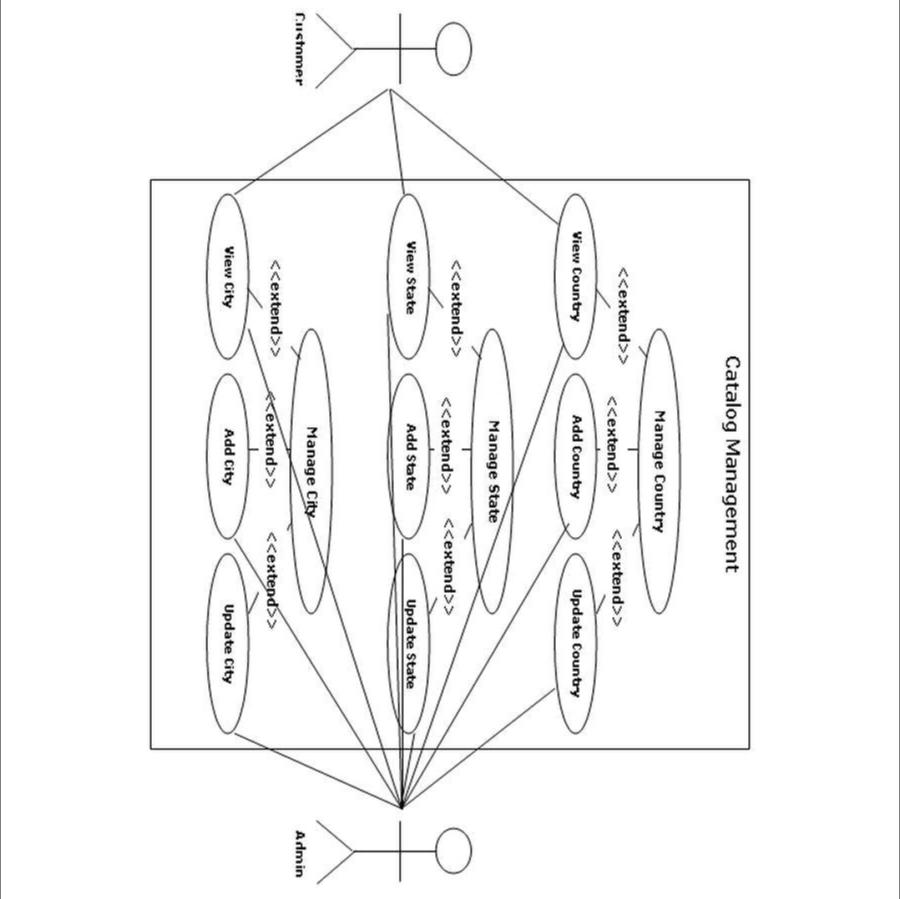 Catalog Management
Manage Country
<<extend>>
<<extend>>
<<extend>>
View Country
Add Country
Update Country
Manage State
<<extend>>
<<extend>>
<<extend>>
View State
Add State
Update State
Manage City
<<extend>>
<<extend>>
<<extend>>
View City
Add City
Update City
Customer
Admin